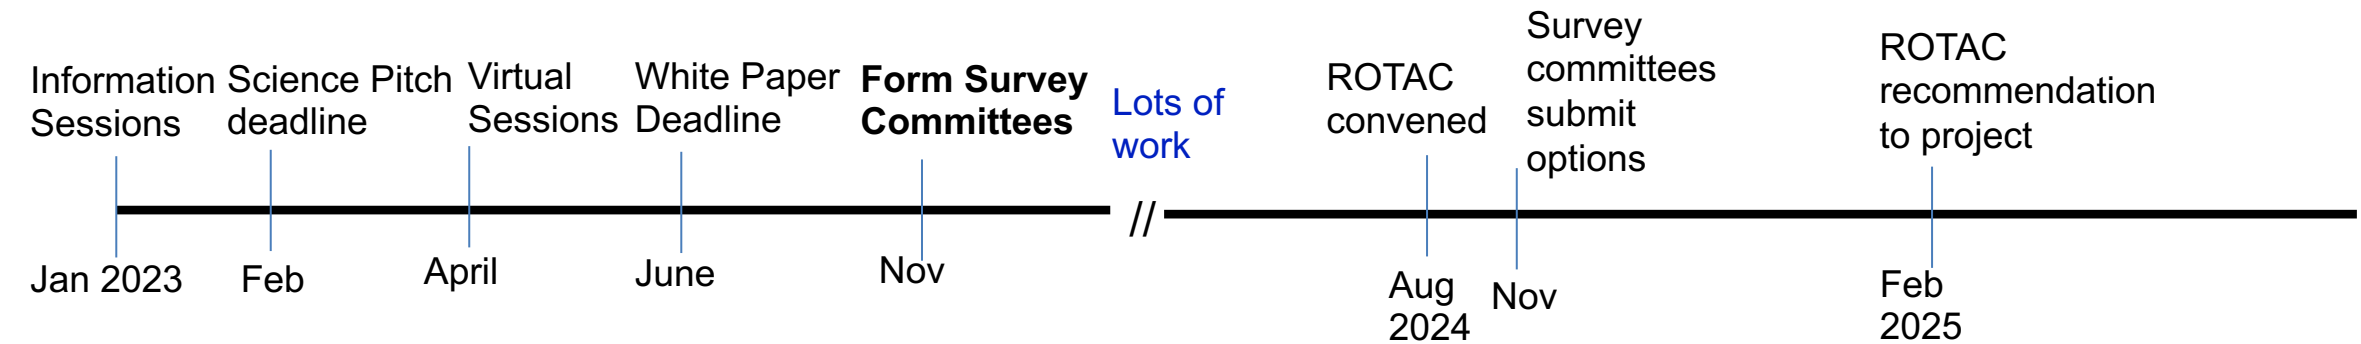 Information
Sessions
Science Pitch
deadline
Virtual
Sessions
White Paper
Deadline
Form Survey
Committees
Lots of
work
ROTAC
convened
Survey
committees
submit
options
ROTAC
recommendation
to project
//
Jan 2023
Feb
April
June
Nov
Aug
2024
Nov
Feb
2025